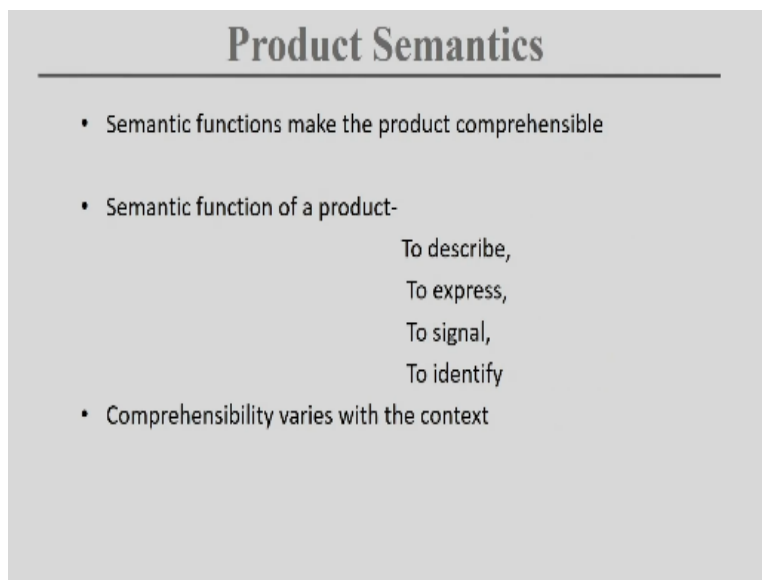 Product Semantics
• Semantic functions make the product comprehensible
• Semantic function of a product-
To describe,
To express,
To signal,
To identify
• Comprehensibility varies with the context